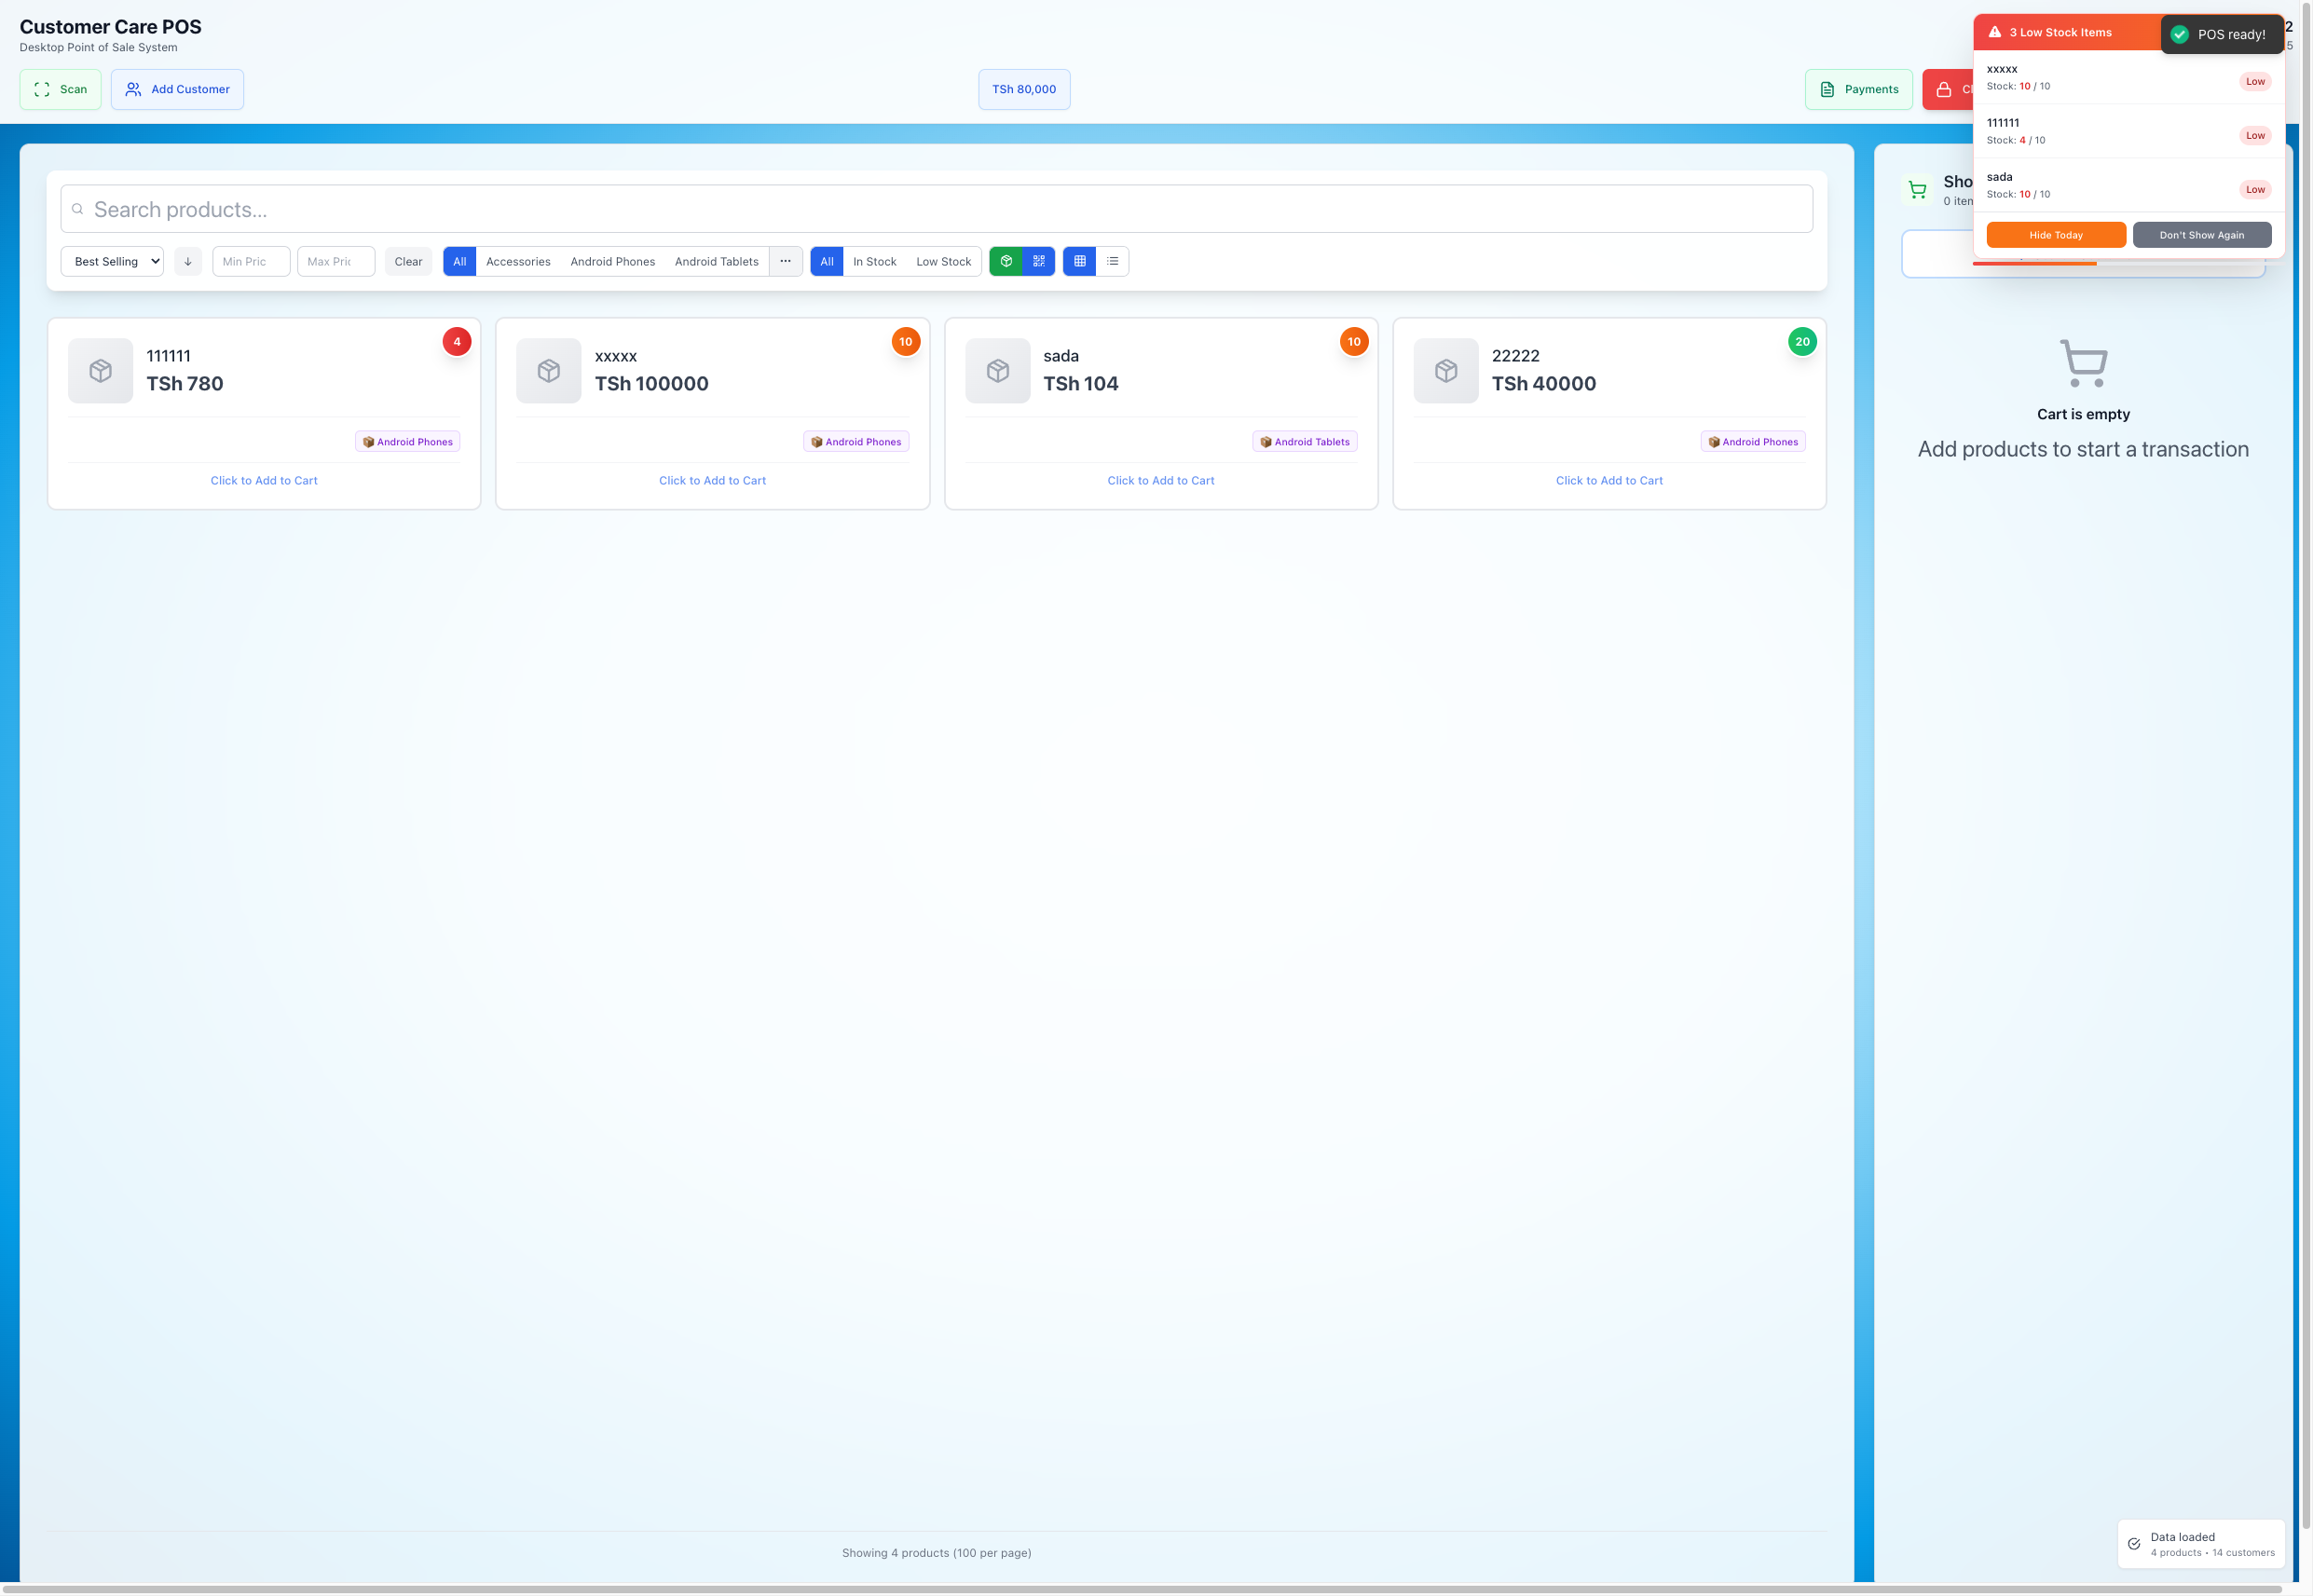 Customer Care POS
Desktop Point of Sale System
Scan
Add Customer
TSh 80,000
Payments
3 Low Stock Items
POS ready!
xxxxx
Stock: 10 / 10
Low
111111
Stock: 4 / 10
Low
sada
Stock: 10 / 10
Low
Hide Today
Don't Show Again
Search products...
Best Selling
Min Pric
Max Pric
Clear
All
Accessories
Android Phones
Android Tablets
...
All
In Stock
Low Stock
111111
TSh 780
4
Android Phones
Click to Add to Cart
xxxxx
TSh 100000
10
Android Phones
Click to Add to Cart
sada
TSh 104
10
Android Tablets
Click to Add to Cart
22222
TSh 40000
20
Android Phones
Click to Add to Cart
Cart is empty
Add products to start a transaction
Showing 4 products (100 per page)
Data loaded
4 products • 14 customers